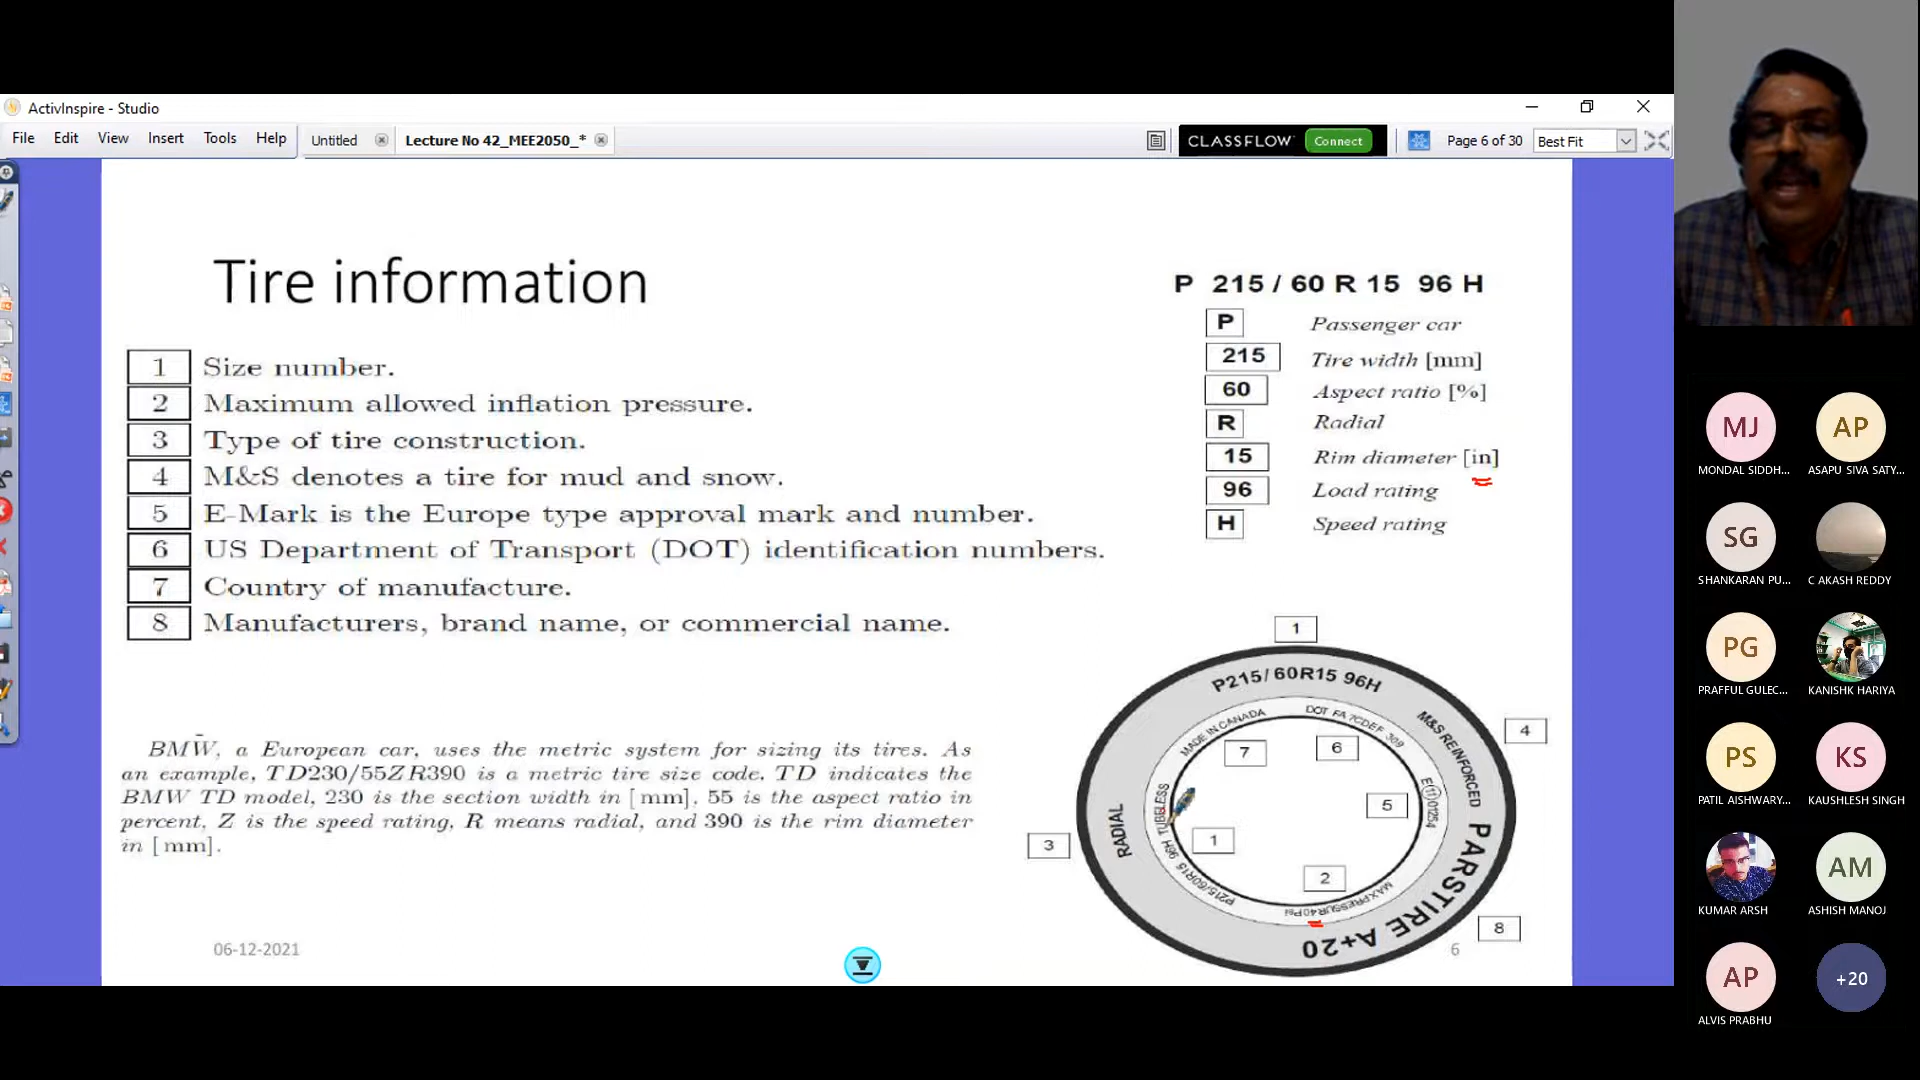 ActivInspire - Studio
File Edit View Insert Tools Help
Untitled
Lecture No 42_MEE2050_*
CLASSFLOW Connect
Page 6 of 30
Best Fit
Tire information
1 Size number.
2 Maximum allowed inflation pressure.
3 Type of tire construction.
4 M&S denotes a tire for mud and snow.
5 E-Mark is the Europe type approval mark and number.
6 US Department of Transport (DOT) identification numbers.
7 Country of manufacture.
8 Manufacturers, brand name, or commercial name.
BMW, a European car, uses the metric system for sizing its tires. As
an example, TD230/55ZR390 is a metric tire size code. TD indicates the
BMW TD model, 230 is the section width in [mm], 55 is the aspect ratio in
percent, Z is the speed rating, R means radial, and 390 is the rim diameter
in [mm].
P 215 / 60 R 15 96 H
P Passenger car
215 Tire width [mm]
60 Aspect ratio [%]
R Radial
15 Rim diameter [in]
96 Load rating
H Speed rating
1
P215/60R15 96H
MADE IN CANADA
DOT FA 7CDEF 309
M&S REINFORCED
4
7
6
E(11)01254
5
TUBBLESS
RADIAL
3
1
P215/60R15 96H
2
MAX PRESSUR 40 Psi
PARSTIRE A+20
8
06-12-2021
6
MJ
MONDAL SIDDH...
AP
ASAPU SIVA SATY...
SG
SHANKARAN PU...
C AKASH REDDY
PG
PRAFFUL GULEC...
KANISHK HARIYA
PS
PATIL AISHWARY...
KS
KAUSHLESH SINGH
KUMAR ARSH
AM
ASHISH MANOJ
AP
ALVIS PRABHU
+20